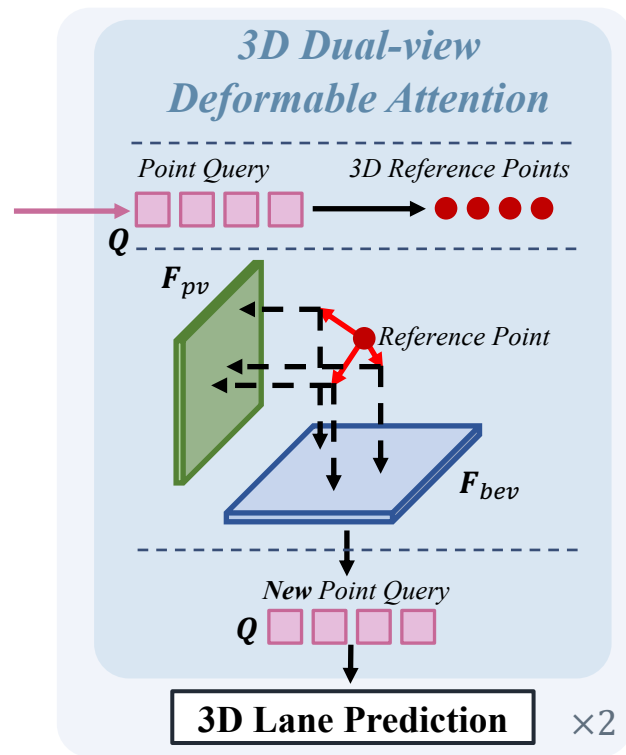 3D Dual-view
Deformable Attention
Point Query
3D Reference Points
Q
F_pv
Reference Point
F_bev
New Point Query
Q
3D Lane Prediction
×2